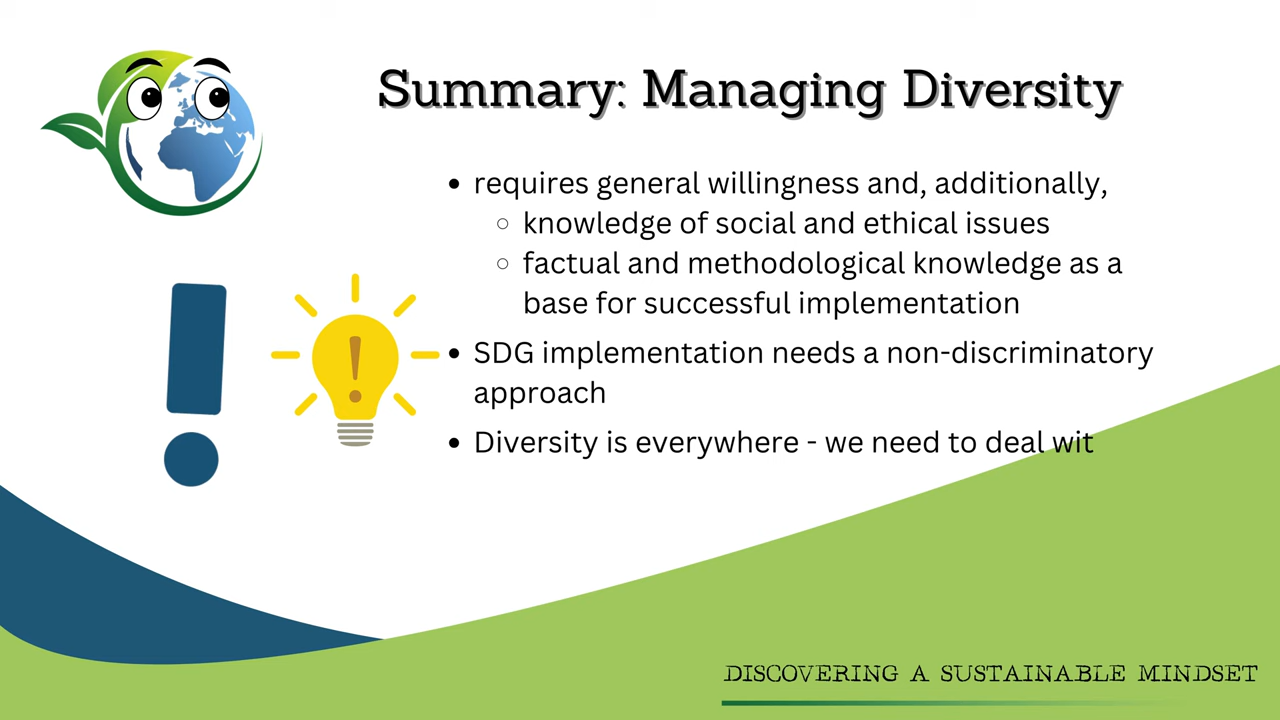 Summary: Managing Diversity
• requires general willingness and, additionally,
◦ knowledge of social and ethical issues
◦ factual and methodological knowledge as a
base for successful implementation
• SDG implementation needs a non-discriminatory
approach
• Diversity is everywhere - we need to deal wit
DISCOVERING A SUSTAINABLE MINDSET